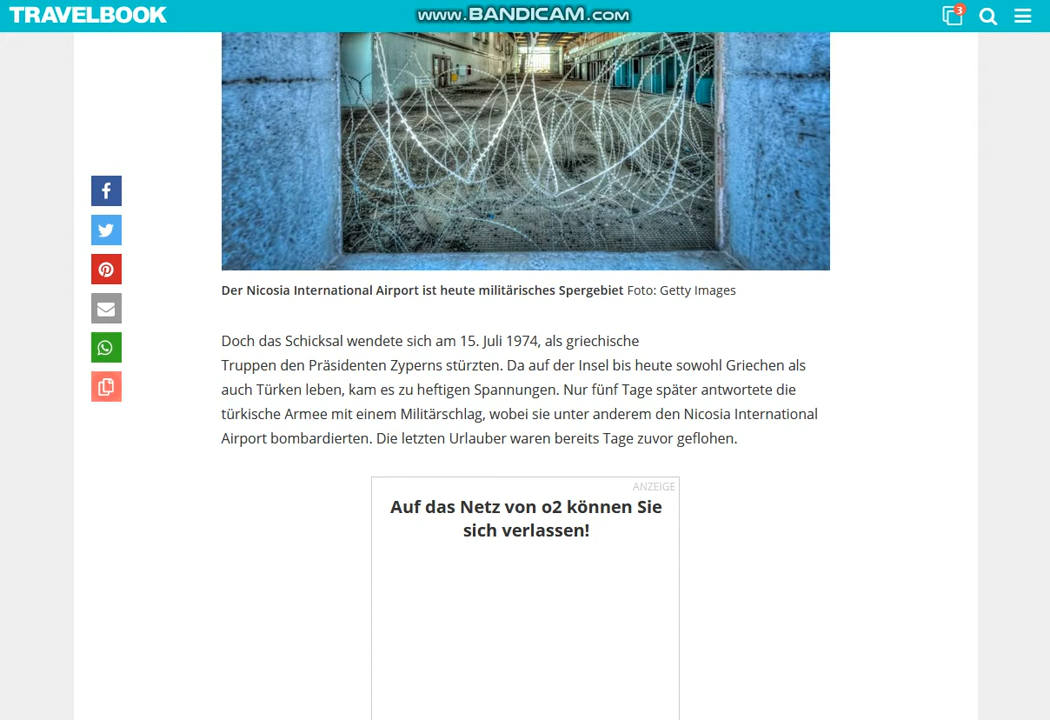 TRAVELBOOK
www.BANDICAM.com
3
Der Nicosia International Airport ist heute militärisches Spergebiet Foto: Getty Images
Doch das Schicksal wendete sich am 15. Juli 1974, als griechische
Truppen den Präsidenten Zyperns stürzten. Da auf der Insel bis heute sowohl Griechen als
auch Türken leben, kam es zu heftigen Spannungen. Nur fünf Tage später antwortete die
türkische Armee mit einem Militärschlag, wobei sie unter anderem den Nicosia International
Airport bombardierten. Die letzten Urlauber waren bereits Tage zuvor geflohen.
ANZEIGE
Auf das Netz von o2 können Sie
sich verlassen!